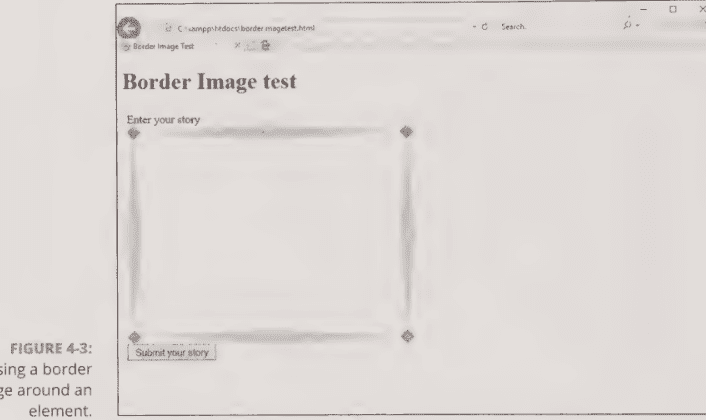 C:\xampp\htdocs\bordermagetest.html
Search.
Border Image Test
Border Image test
Enter your story
Submit your story
FIGURE 4-3:
sing a border
ge around an
element.